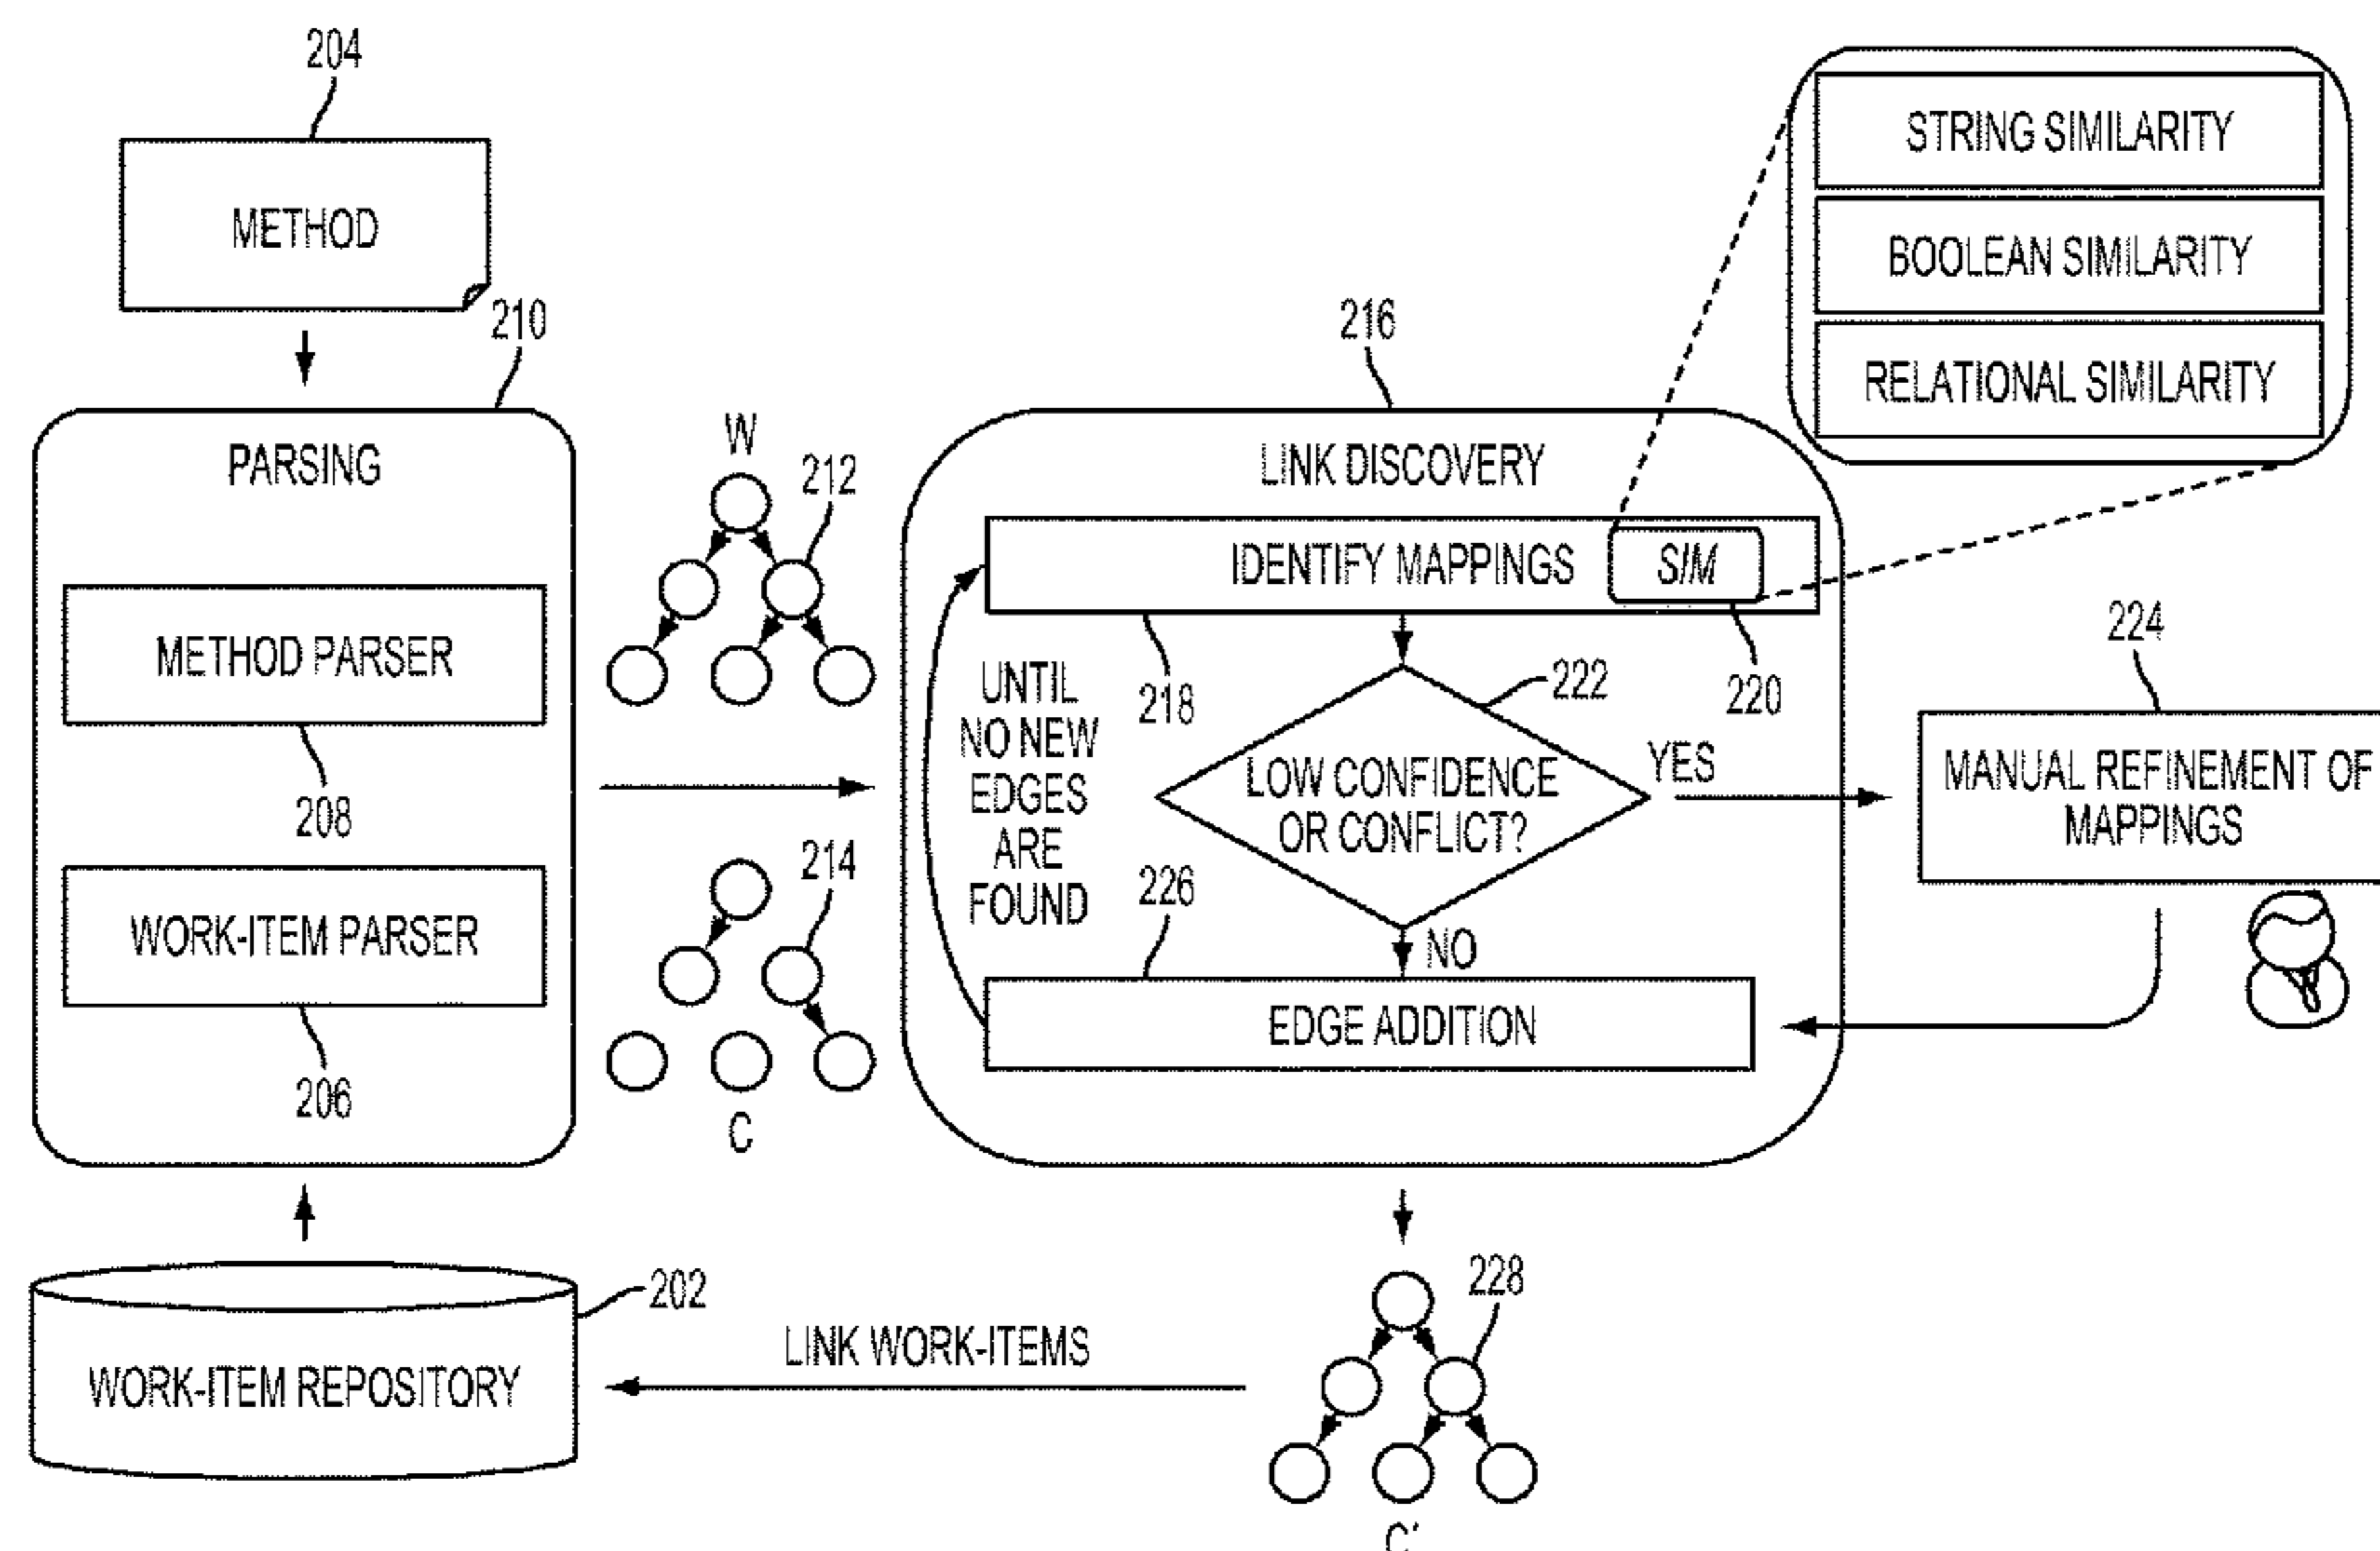 204
METHOD
210
PARSING
METHOD PARSER
208
WORK-ITEM PARSER
206
W
212
214
C
216
LINK DISCOVERY
IDENTIFY MAPPINGS
SIM
218
220
STRING SIMILARITY
BOOLEAN SIMILARITY
RELATIONAL SIMILARITY
UNTIL
NO NEW
EDGES
ARE
FOUND
222
LOW CONFIDENCE
OR CONFLICT?
YES
224
MANUAL REFINEMENT OF
MAPPINGS
NO
226
EDGE ADDITION
202
WORK-ITEM REPOSITORY
LINK WORK-ITEMS
228
C'